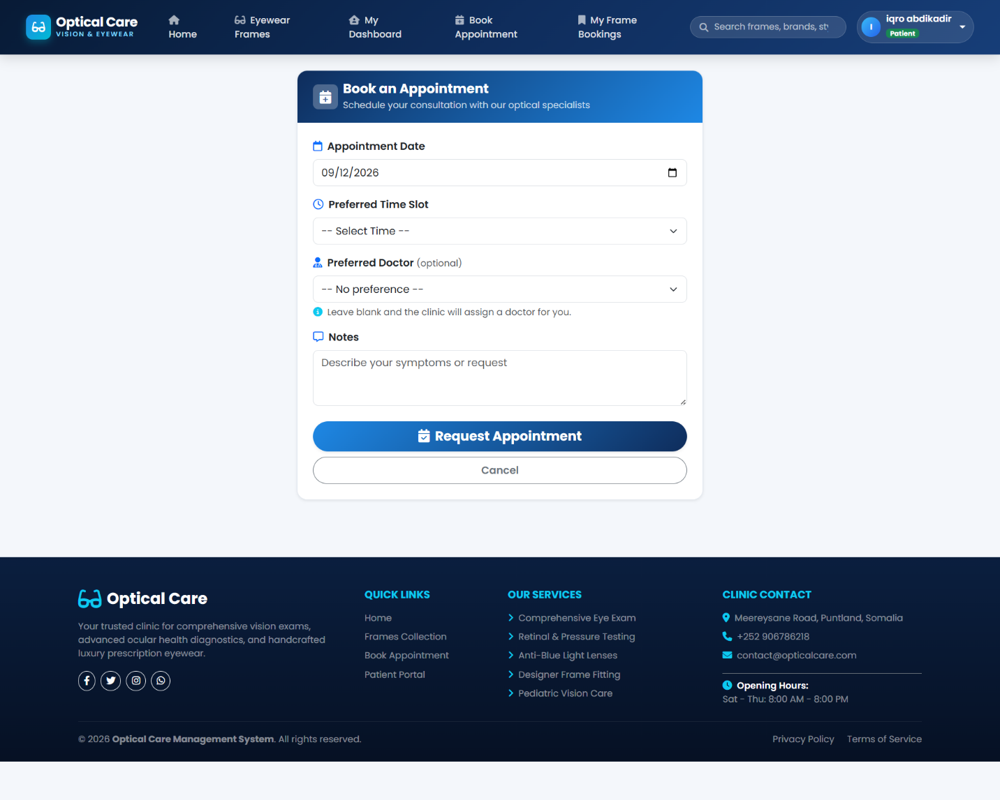 Optical Care
VISION & EYEWEAR
Home
Eyewear
Frames
My
Dashboard
Book
Appointment
My Frame
Bookings
Search frames, brands, sty
I
iqro abdikadir
Patient
Book an Appointment
Schedule your consultation with our optical specialists
Appointment Date
09/12/2026
Preferred Time Slot
-- Select Time --
Preferred Doctor (optional)
-- No preference --
Leave blank and the clinic will assign a doctor for you.
Notes
Describe your symptoms or request
Request Appointment
Cancel
Optical Care
Your trusted clinic for comprehensive vision exams,
advanced ocular health diagnostics, and handcrafted
luxury prescription eyewear.
QUICK LINKS
Home
Frames Collection
Book Appointment
Patient Portal
OUR SERVICES
Comprehensive Eye Exam
Retinal & Pressure Testing
Anti-Blue Light Lenses
Designer Frame Fitting
Pediatric Vision Care
CLINIC CONTACT
Meereysane Road, Puntland, Somalia
+252 906786218
contact@opticalcare.com
Opening Hours:
Sat - Thu: 8:00 AM - 8:00 PM
© 2026 Optical Care Management System. All rights reserved.
Privacy Policy
Terms of Service